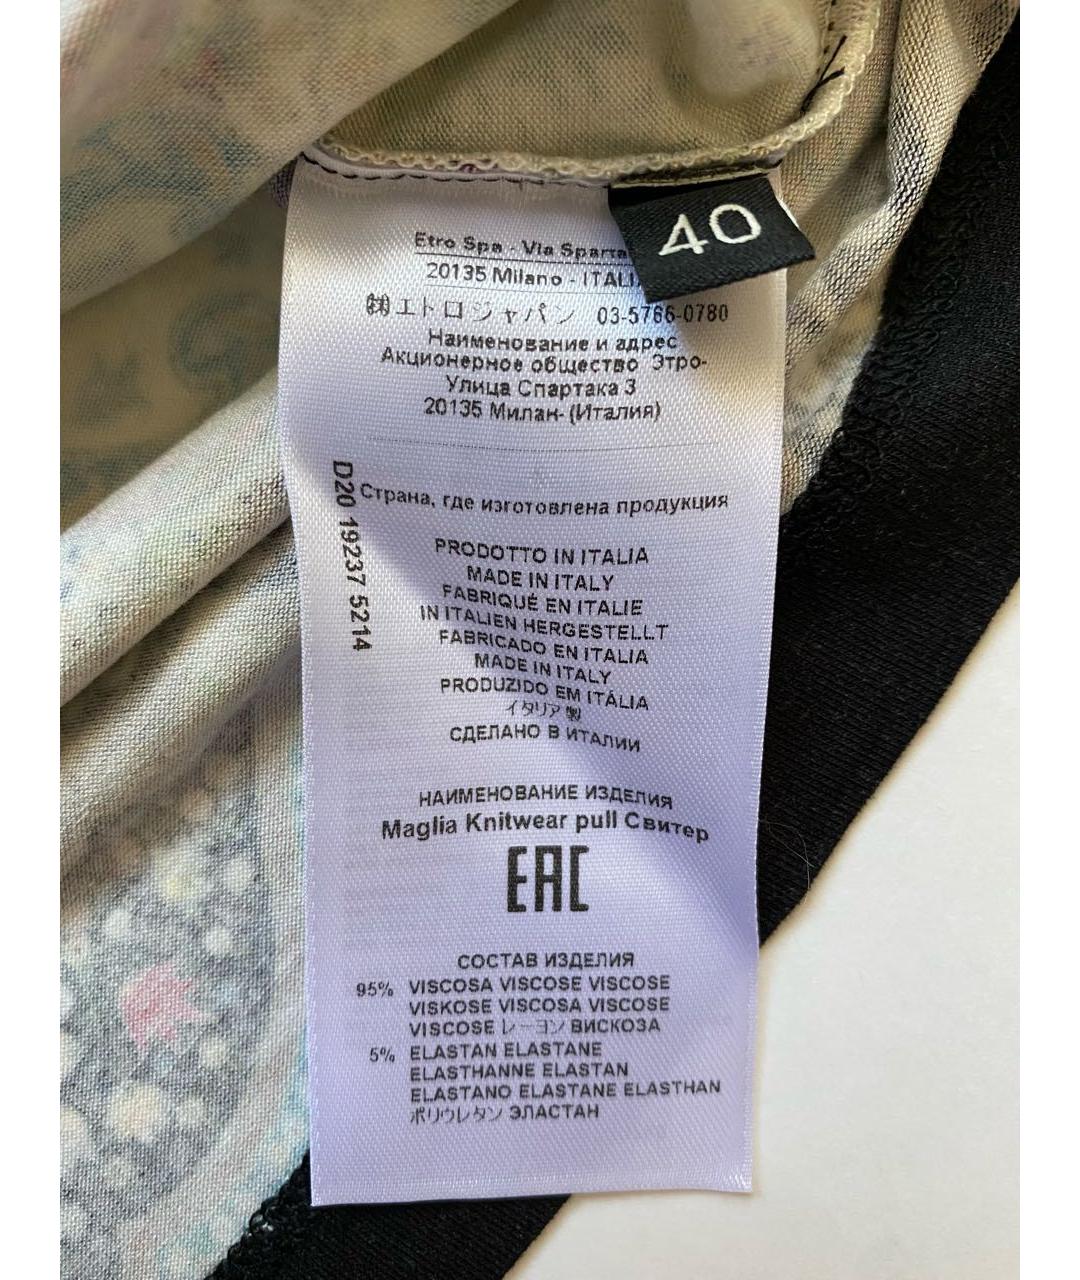 40
Etro Spa - Via Sparta
20135 Milano - ITALI
㈱エトロジャパン 03-5766-0780
Наименование и адрес
Акционерное общество Этро-
Улица Спартака 3
20135 Милан- (Италия)
Страна, где изготовлена продукция
D20 19237 5214
PRODOTTO IN ITALIA
MADE IN ITALY
FABRIQUÉ EN ITALIE
IN ITALIEN HERGESTELLT
FABRICADO EN ITALIA
MADE IN ITALY
PRODUZIDO EM ITÁLIA
イタリア製
СДЕЛАНО В ИТАЛИИ
НАИМЕНОВАНИЕ ИЗДЕЛИЯ
Maglia Knitwear pull Свитер
EAC
СОСТАВ ИЗДЕЛИЯ
95% VISCOSA VISCOSE VISCOSE
VISKOSE VISCOSA VISCOSE
VISCOSE レーヨン ВИСКОЗА
5% ELASTAN ELASTANE
ELASTHANNE ELASTAN
ELASTANO ELASTANE ELASTHAN
ポリウレタン ЭЛАСТАН